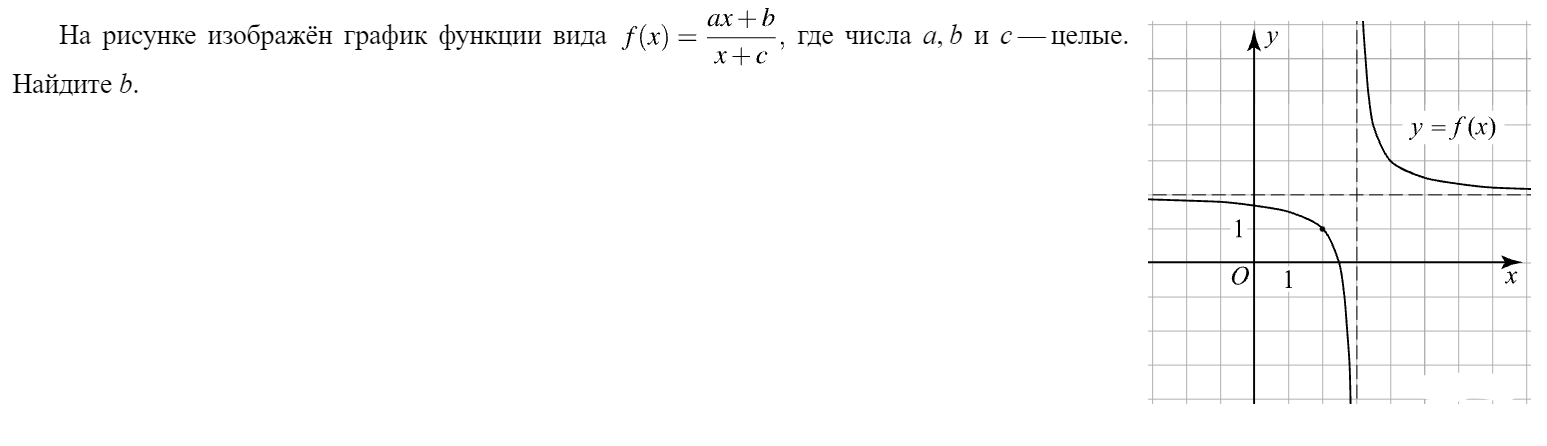 На рисунке изображён график функции вида f(x) = (ax + b)/(x + c), где числа a, b и c — целые.
Найдите b.
y
y = f(x)
1
O
1
x